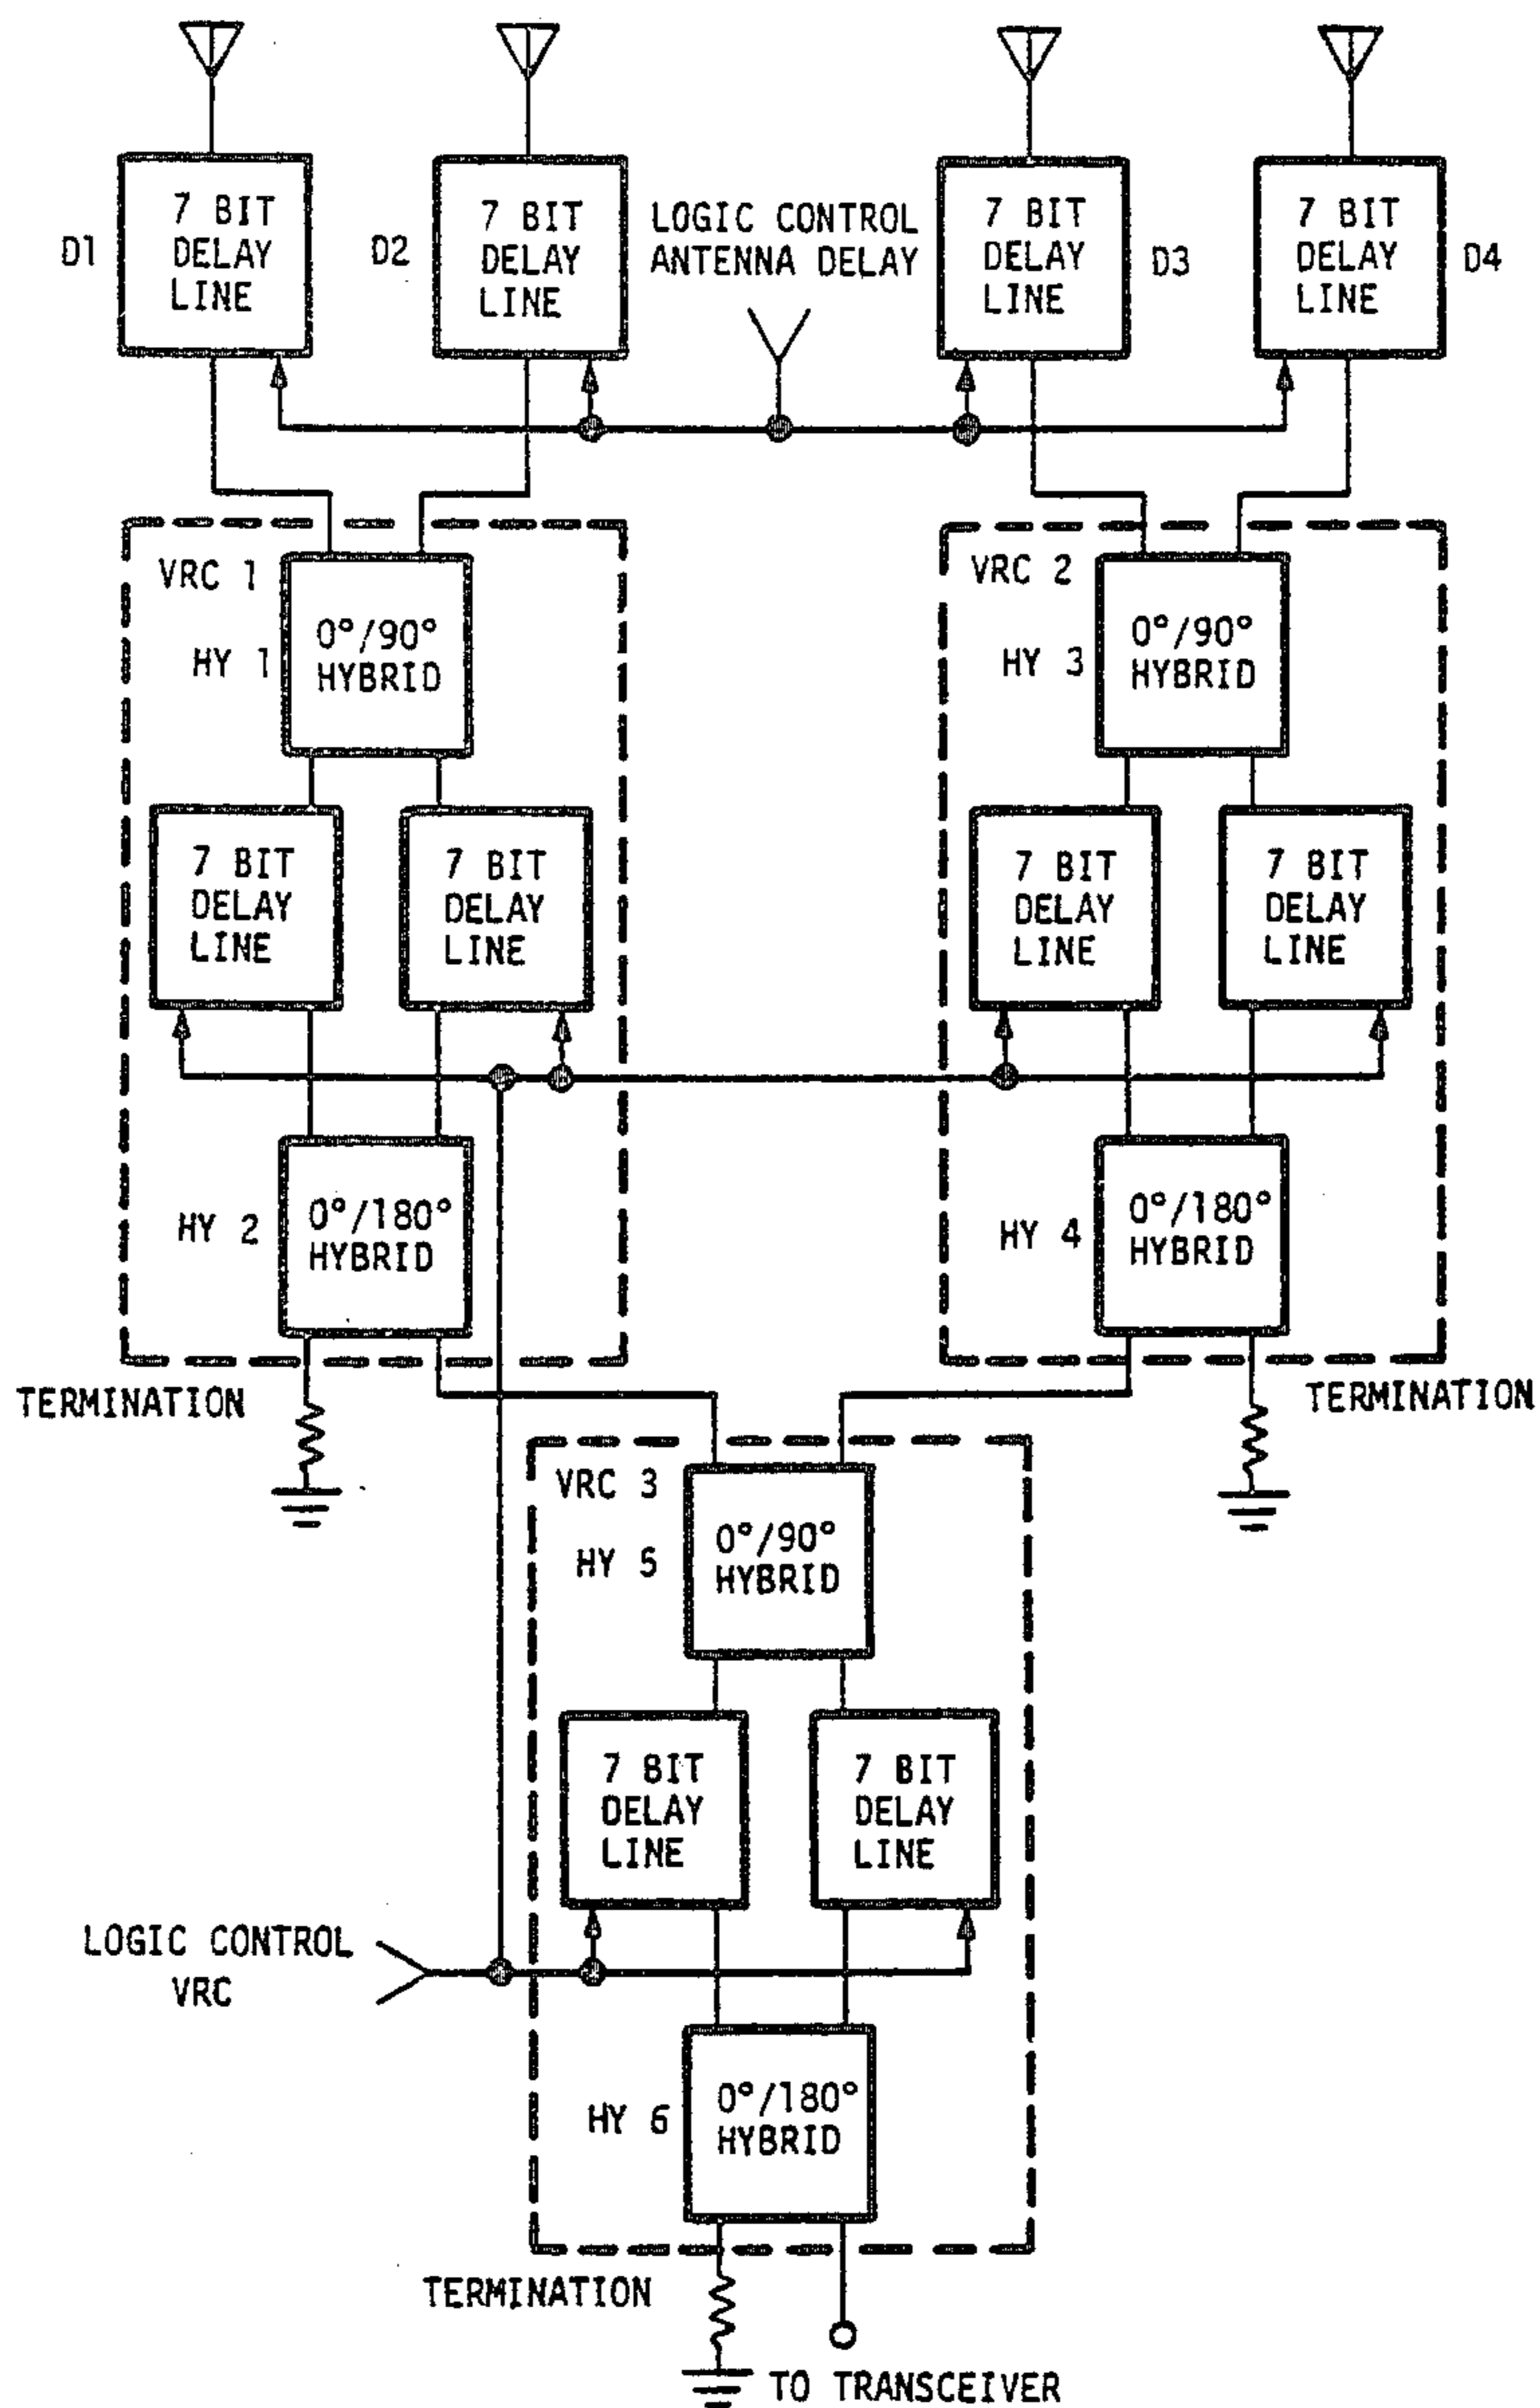 D1
7 BIT
DELAY
LINE
D2
7 BIT
DELAY
LINE
LOGIC CONTROL
ANTENNA DELAY
7 BIT
DELAY
LINE
D3
7 BIT
DELAY
LINE
D4
VRC 1
HY 1
0°/90°
HYBRID
7 BIT
DELAY
LINE
7 BIT
DELAY
LINE
HY 2
0°/180°
HYBRID
TERMINATION
VRC 2
HY 3
0°/90°
HYBRID
7 BIT
DELAY
LINE
7 BIT
DELAY
LINE
HY 4
0°/180°
HYBRID
TERMINATION
VRC 3
HY 5
0°/90°
HYBRID
7 BIT
DELAY
LINE
7 BIT
DELAY
LINE
LOGIC CONTROL
VRC
HY 6
0°/180°
HYBRID
TERMINATION
TO TRANSCEIVER